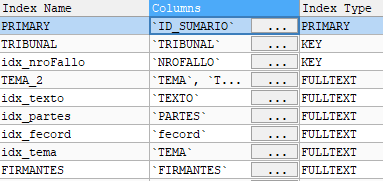 Index Name Columns Index Type
PRIMARY `ID_SUMARIO` ... PRIMARY
TRIBUNAL `TRIBUNAL` ... KEY
idx_nroFallo `NROFALLO` ... KEY
TEMA_2 `TEMA`, `T... ... FULLTEXT
idx_texto `TEXTO` ... FULLTEXT
idx_partes `PARTES` ... FULLTEXT
idx_fecord `fecord` ... FULLTEXT
idx_tema `TEMA` ... FULLTEXT
FIRMANTES `FIRMANTES` ... FULLTEXT